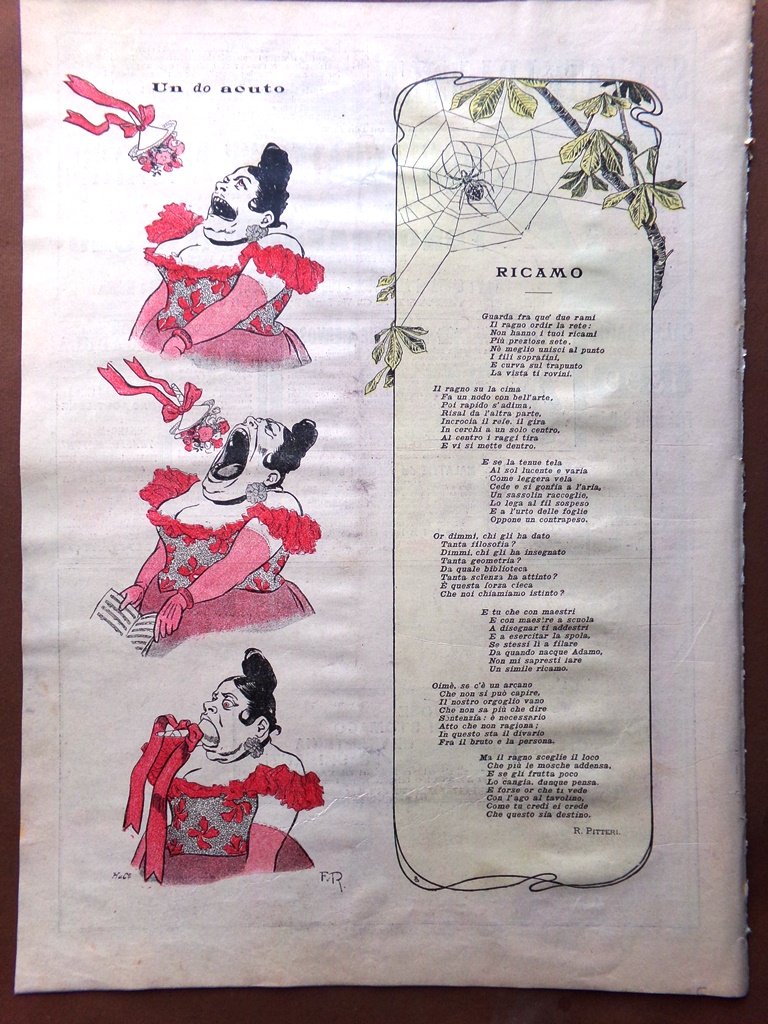 Un do acuto
F.R.
RICAMO
Guarda fra que' due rami
Il ragno ordir la rete:
Non hanno i tuoi ricami
Più preziose sete,
Nè meglio unisci al punto
I fili soprafini,
E curva sul trapunto
La vista ti rovini.
Il ragno su la cima
Fa un nodo con bell'arte,
Poi rapido s'adima,
Risal da l'altra parte,
Incrocia il refe, il gira
In cerchi a un solo centro,
Al centro i raggi tira
E vi si mette dentro.
E se la tenue tela
Al sol lucente e varia
Come leggera vela
Cede e si gonfia a l'aria,
Un sassolin raccoglie,
Lo lega al fil sospeso
E a l'urto delle foglie
Oppone un contrapeso.
Or dimmi, chi gli ha dato
Tanta filosofia?
Dimmi, chi gli ha insegnato
Tanta geometria?
Da quale biblioteca
Tanta scienza ha attinto?
È questa forza cieca
Che noi chiamiamo istinto?
E tu che con maestri
E con maestre a scuola
A disegnar ti addestri
E a esercitar la spola,
Se stessi lì a filare
Da quando nacque Adamo,
Non mi sapresti fare
Un simile ricamo.
Oimè, se c'è un arcano
Che non si può capire,
Il nostro orgoglio vano
Che non sa più che dire
Sentenzia: è necessario
Atto che non ragiona;
In questo sta il divario
Fra il bruto e la persona.
Ma il ragno sceglie il loco
Che più le mosche addensa,
E se gli frutta poco
Lo cangia, dunque pensa.
E forse or che ti vede
Con l'ago al tavolino,
Come tu credi ei crede
Che questo sia destino.
R. PITTERI.